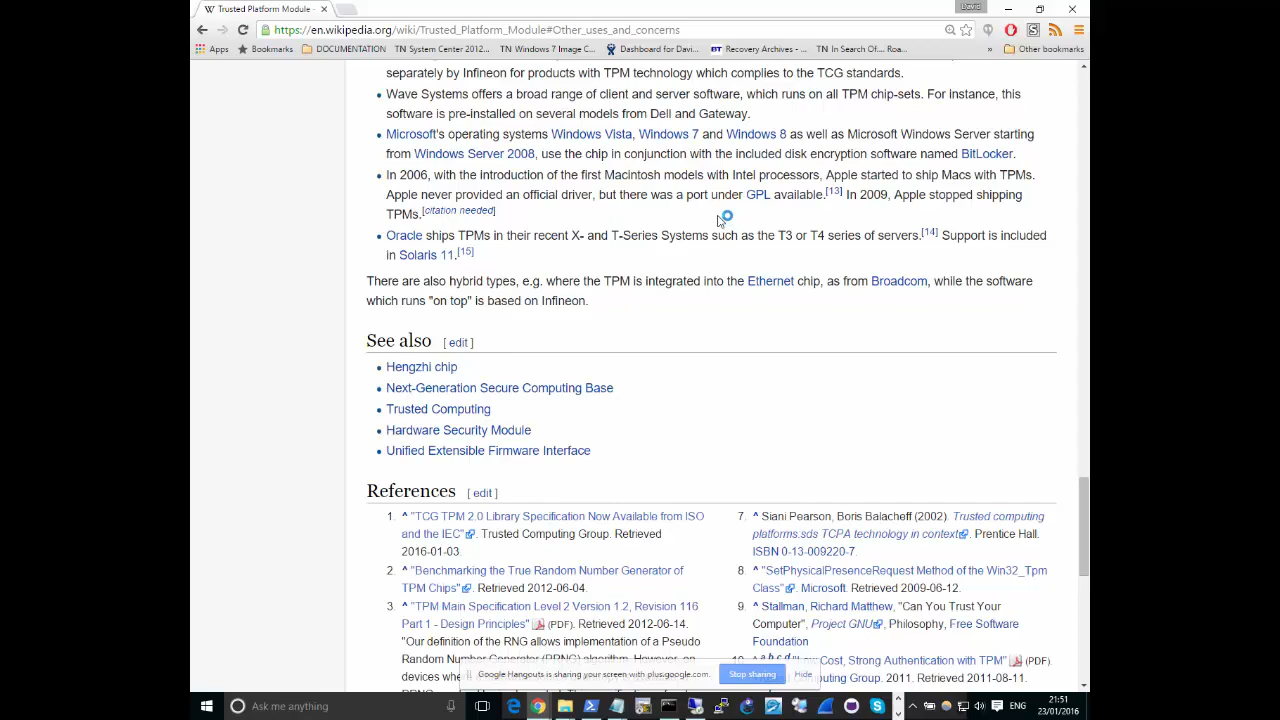 Trusted Platform Module -
David
https://en.wikipedia.org/wiki/Trusted_Platform_Module#Other_uses_and_concerns
Apps Bookmarks DOCUMENTATION TN System Center 2012... TN Windows 7 Image C... Dashboard for Davi... BT Recovery Archives - ... TN In Search Of... Roa... » Other bookmarks
separately by Infineon for products with TPM technology which complies to the TCG standards.
Wave Systems offers a broad range of client and server software, which runs on all TPM chip-sets. For instance, this
software is pre-installed on several models from Dell and Gateway.
Microsoft's operating systems Windows Vista, Windows 7 and Windows 8 as well as Microsoft Windows Server starting
from Windows Server 2008, use the chip in conjunction with the included disk encryption software named BitLocker.
In 2006, with the introduction of the first Macintosh models with Intel processors, Apple started to ship Macs with TPMs.
Apple never provided an official driver, but there was a port under GPL available.[13] In 2009, Apple stopped shipping
TPMs.[citation needed]
Oracle ships TPMs in their recent X- and T-Series Systems such as the T3 or T4 series of servers.[14] Support is included
in Solaris 11.[15]
There are also hybrid types, e.g. where the TPM is integrated into the Ethernet chip, as from Broadcom, while the software
which runs "on top" is based on Infineon.
See also [ edit ]
Hengzhi chip
Next-Generation Secure Computing Base
Trusted Computing
Hardware Security Module
Unified Extensible Firmware Interface
References [ edit ]
1. ^ "TCG TPM 2.0 Library Specification Now Available from ISO
and the IEC". Trusted Computing Group. Retrieved
2016-01-03.
2. ^ "Benchmarking the True Random Number Generator of
TPM Chips". Retrieved 2012-06-04.
3. ^ "TPM Main Specification Level 2 Version 1.2, Revision 116
Part 1 - Design Principles" (PDF). Retrieved 2012-06-14.
"Our definition of the RNG allows implementation of a Pseudo
Random Number Generator (PRNG) algorithm. However, on
devices whe
7. ^ Siani Pearson, Boris Balacheff (2002). Trusted computing
platforms.sds TCPA technology in context. Prentice Hall.
ISBN 0-13-009220-7.
8. ^ "SetPhysicalPresenceRequest Method of the Win32_Tpm
Class". Microsoft. Retrieved 2009-06-12.
9. ^ Stallman, Richard Matthew, "Can You Trust Your
Computer", Project GNU, Philosophy, Free Software
Foundation
10. ^ a b c d "Low Cost, Strong Authentication with TPM" (PDF).
puting Group. 2011. Retrieved 2011-08-11.
Google Hangouts is sharing your screen with plus.google.com. Stop sharing Hide
Ask me anything
ENG
21:51
23/01/2016